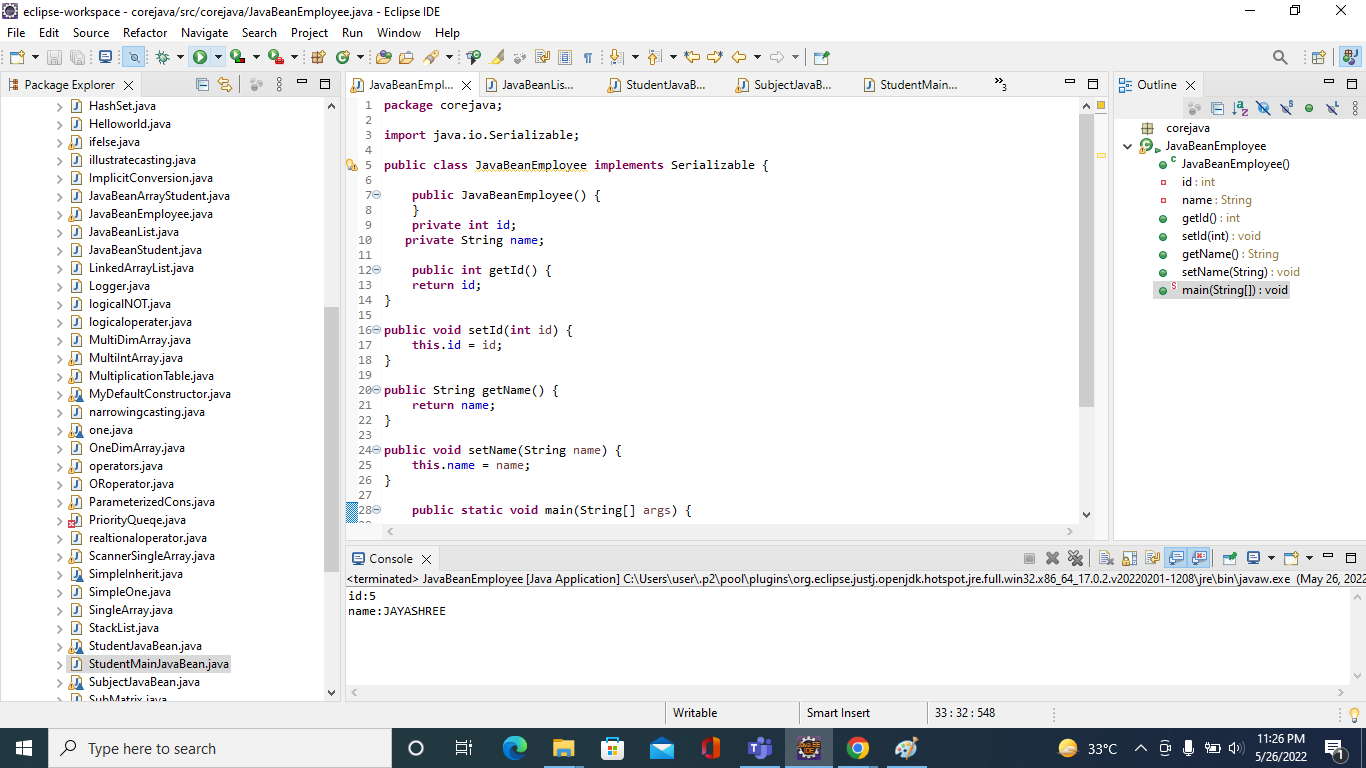 eclipse-workspace - corejava/src/corejava/JavaBeanEmployee.java - Eclipse IDE
File Edit Source Refactor Navigate Search Project Run Window Help
Package Explorer
HashSet.java
Helloworld.java
ifelse.java
illustratecasting.java
ImplicitConversion.java
JavaBeanArrayStudent.java
JavaBeanEmployee.java
JavaBeanList.java
JavaBeanStudent.java
LinkedArrayList.java
Logger.java
logicalNOT.java
logicaloperater.java
MultiDimArray.java
MultiIntArray.java
MultiplicationTable.java
MyDefaultConstructor.java
narrowingcasting.java
one.java
OneDimArray.java
operators.java
ORoperator.java
ParameterizedCons.java
PriorityQueqe.java
realtionaloperator.java
ScannerSingleArray.java
SimpleInherit.java
SimpleOne.java
SingleArray.java
StackList.java
StudentJavaBean.java
StudentMainJavaBean.java
SubjectJavaBean.java
SubMatrix.java
JavaBeanEmpl... JavaBeanLis... StudentJavaB... SubjectJavaB... StudentMain... »3
1 package corejava;
2
3 import java.io.Serializable;
4
5 public class JavaBeanEmployee implements Serializable {
6
7 public JavaBeanEmployee() {
8 }
9 private int id;
10 private String name;
11
12 public int getId() {
13 return id;
14 }
15
16 public void setId(int id) {
17 this.id = id;
18 }
19
20 public String getName() {
21 return name;
22 }
23
24 public void setName(String name) {
25 this.name = name;
26 }
27
28 public static void main(String[] args) {
Outline
corejava
JavaBeanEmployee
JavaBeanEmployee()
id : int
name : String
getId() : int
setId(int) : void
getName() : String
setName(String) : void
main(String[]) : void
Console
<terminated> JavaBeanEmployee [Java Application] C:\Users\user\.p2\pool\plugins\org.eclipse.justj.openjdk.hotspot.jre.full.win32.x86_64_17.0.2.v20220201-1208\jre\bin\javaw.exe (May 26, 2022
id:5
name:JAYASHREE
Writable Smart Insert 33 : 32 : 548
Type here to search
33°C
11:26 PM
5/26/2022
1